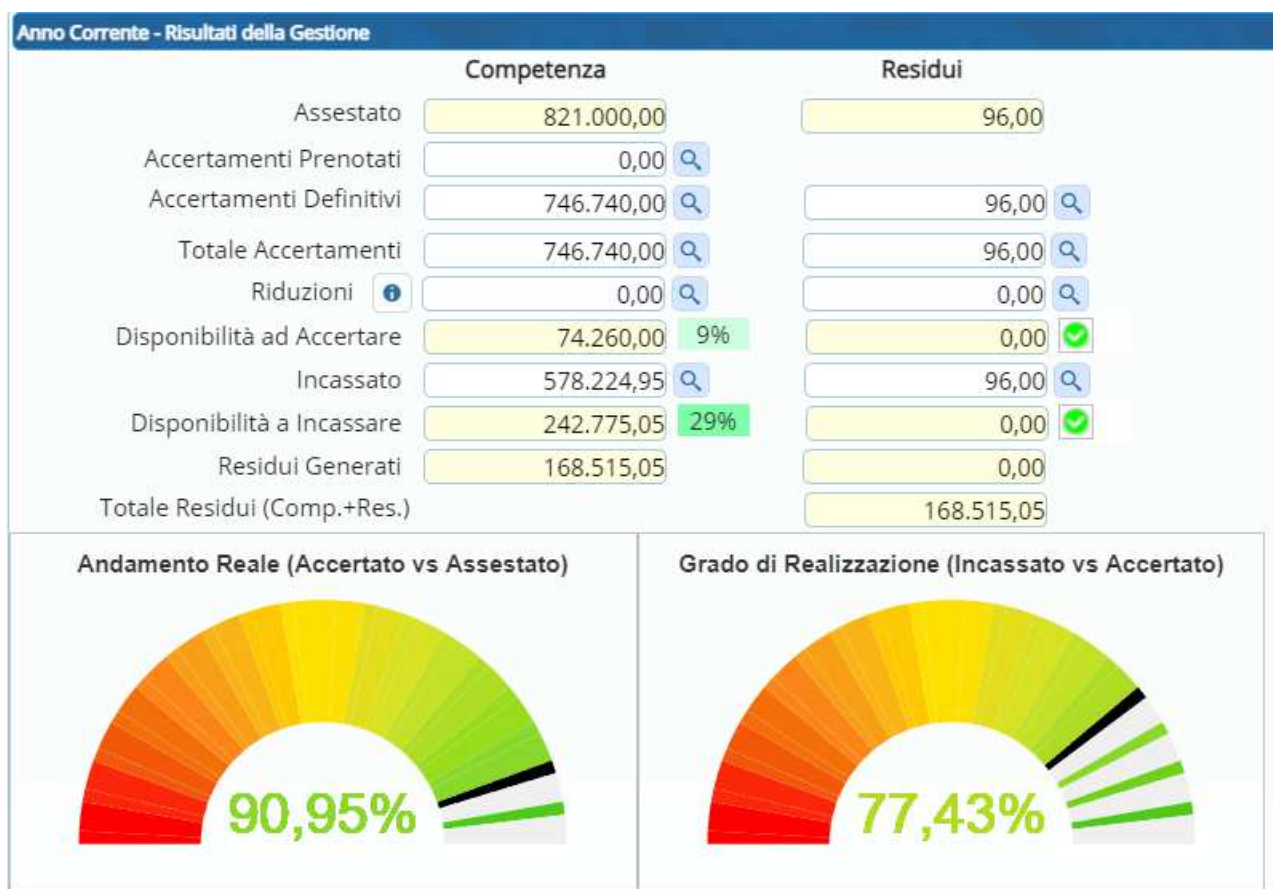 Anno Corrente - Risultati della Gestione
Competenza Residui
Assestato 821.000,00 96,00
Accertamenti Prenotati 0,00
Accertamenti Definitivi 746.740,00 96,00
Totale Accertamenti 746.740,00 96,00
Riduzioni 0,00 0,00
Disponibilità ad Accertare 74.260,00 9% 0,00
Incassato 578.224,95 96,00
Disponibilità a Incassare 242.775,05 29% 0,00
Residui Generati 168.515,05 0,00
Totale Residui (Comp.+Res.) 168.515,05
Andamento Reale (Accertato vs Assestato) Grado di Realizzazione (Incassato vs Accertato)
90,95% 77,43%